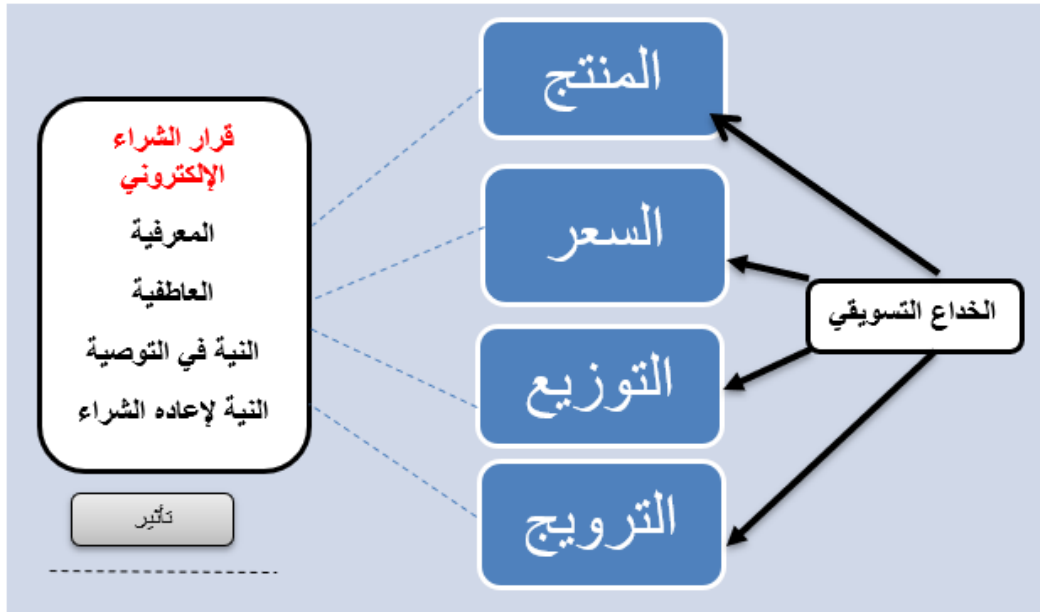 المنتج
السعر
التوزيع
الترويج
الخداع التسويقي
قرار الشراء
الإلكتروني
المعرفية
العاطفية
النية في التوصية
النية لإعاده الشراء
تأثير